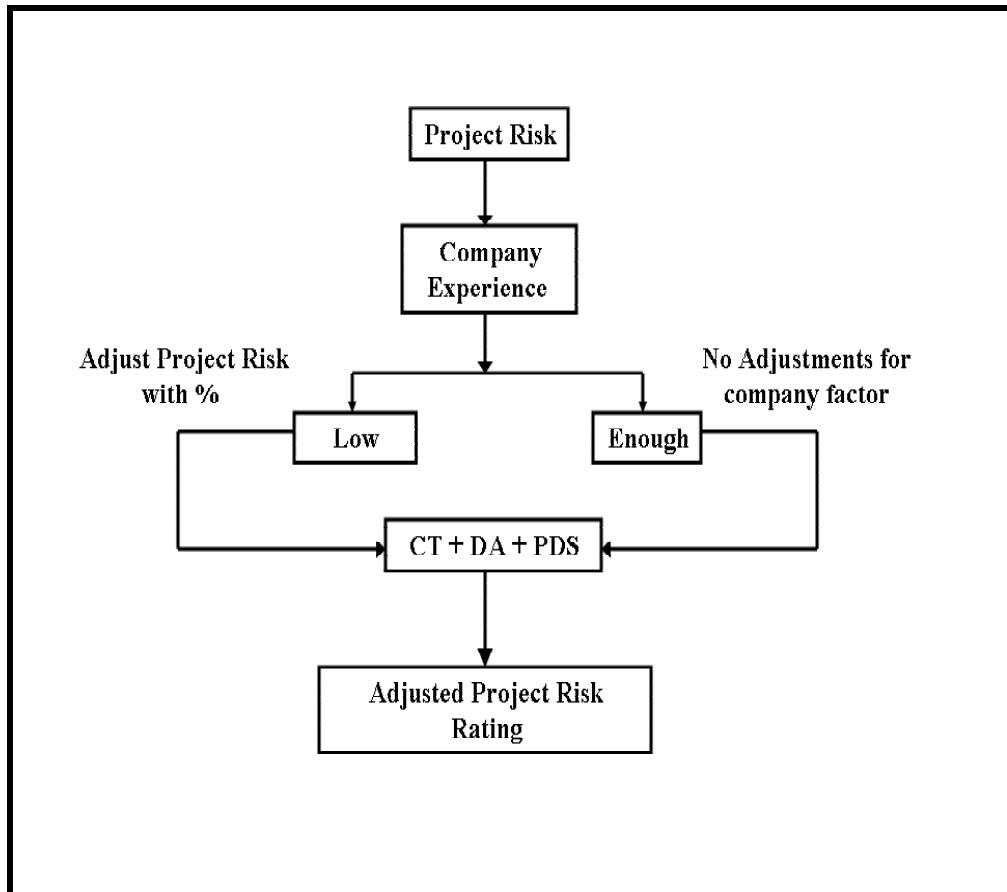 Project Risk
Company
Experience
Adjust Project Risk
with %
No Adjustments for
company factor
Low
Enough
CT + DA + PDS
Adjusted Project Risk
Rating